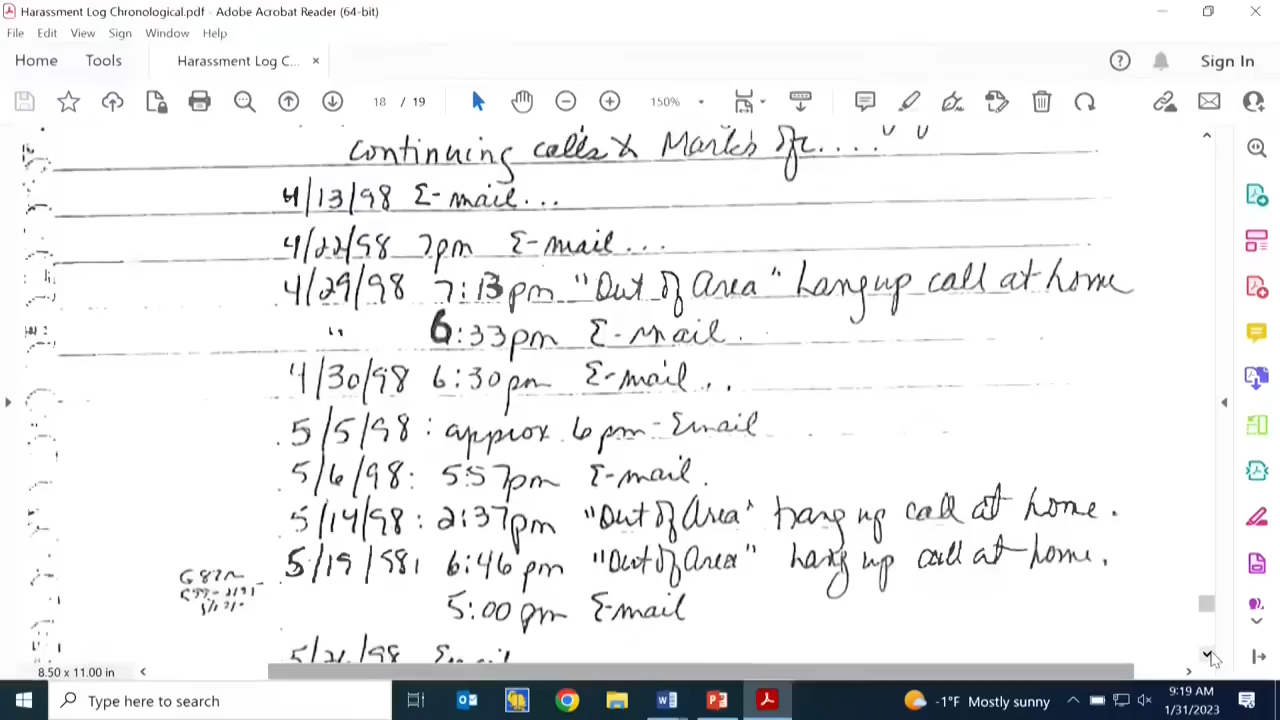 Harassment Log Chronological.pdf - Adobe Acrobat Reader (64-bit)
File Edit View Sign Window Help
Home Tools Harassment Log C... × Sign In
18 / 19 150%
continuing calls & Mark's ofc....
4/13/98 E-mail...
4/22/98 7pm E-mail...
4/29/98 7:13pm "Out of Area" hangup call at home
" 6:33pm E-mail.
4/30/98 6:30pm E-mail..
5/5/98: approx 6pm - Email
5/6/98: 5:57pm E-mail.
5/14/98: 2:37pm "Out of Area" hang up call at home.
5/19/98, 6:46pm "Out of Area" hang up call at home.
5:00pm E-mail
Email
8.50 x 11.00 in
Type here to search
-1°F Mostly sunny
9:19 AM
1/31/2023